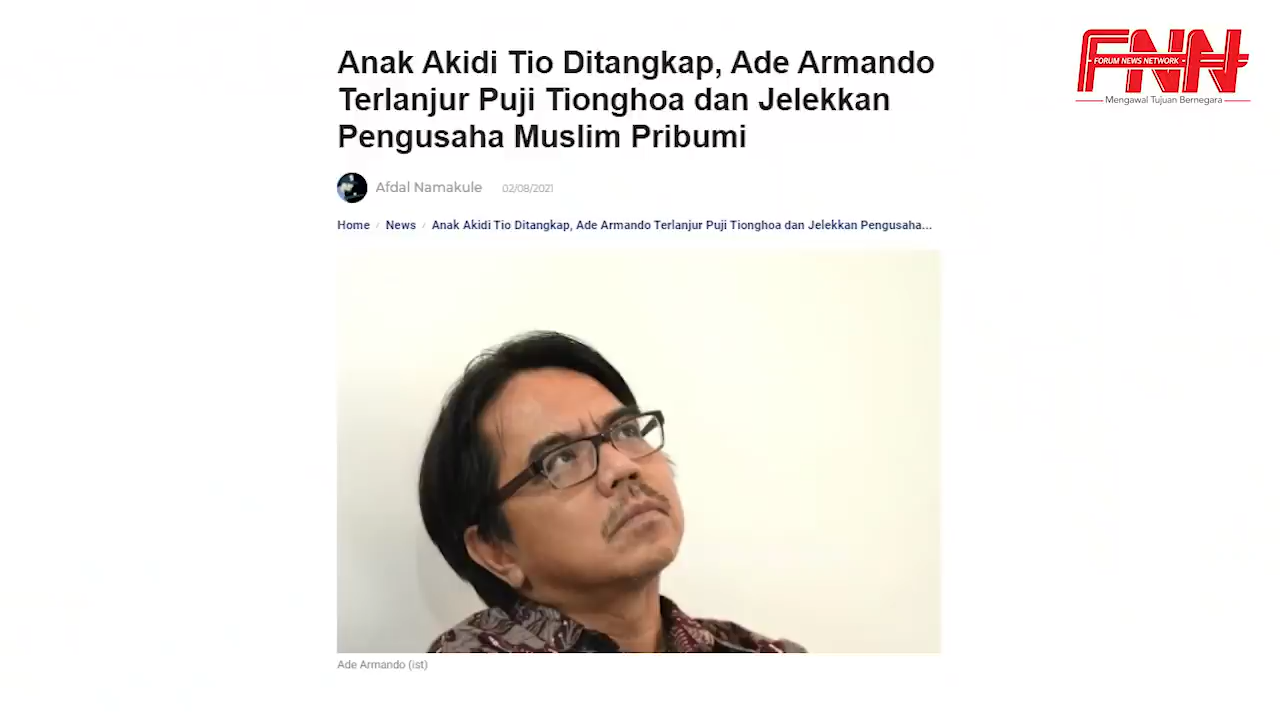 Anak Akidi Tio Ditangkap, Ade Armando
Terlanjur Puji Tionghoa dan Jelekkan
Pengusaha Muslim Pribumi
FNN
FORUM NEWS NETWORK
Mengawal Tujuan Bernegara
Afdal Namakule 02/08/2021
Home / News / Anak Akidi Tio Ditangkap, Ade Armando Terlanjur Puji Tionghoa dan Jelekkan Pengusaha...
Ade Armando (ist)